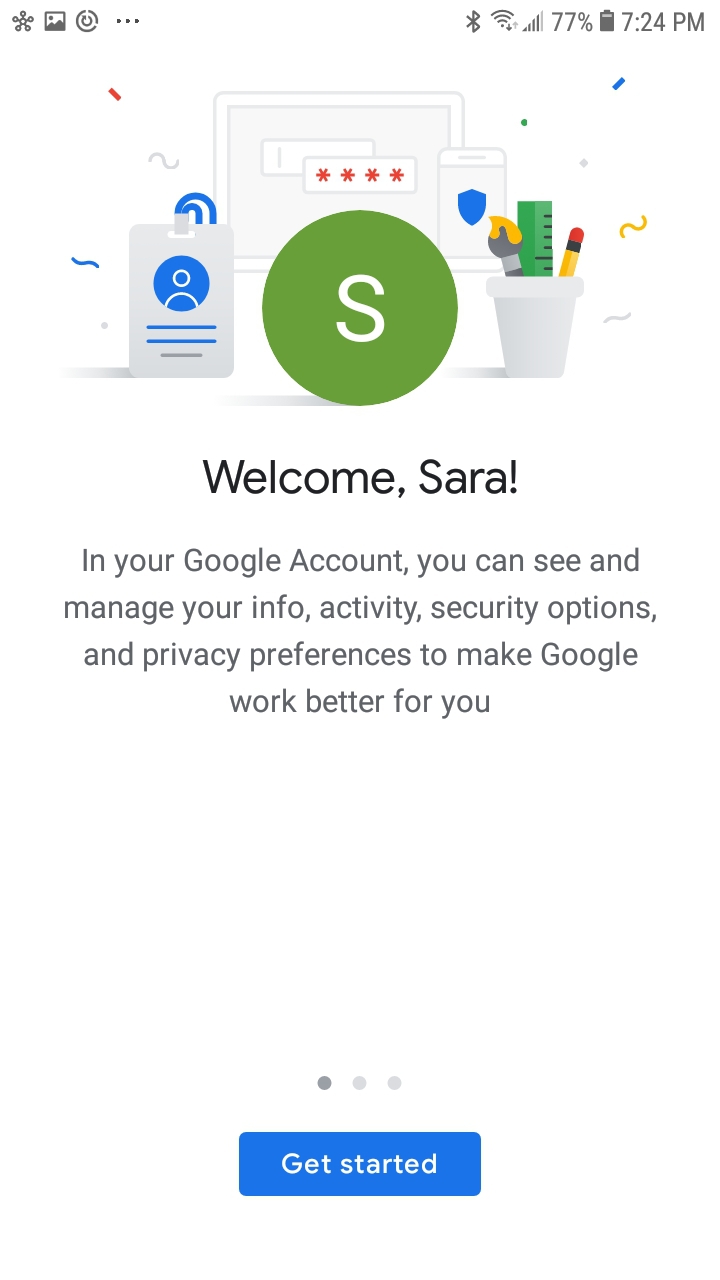 77% 7:24 PM
* * * *
S
Welcome, Sara!
In your Google Account, you can see and
manage your info, activity, security options,
and privacy preferences to make Google
work better for you
Get started